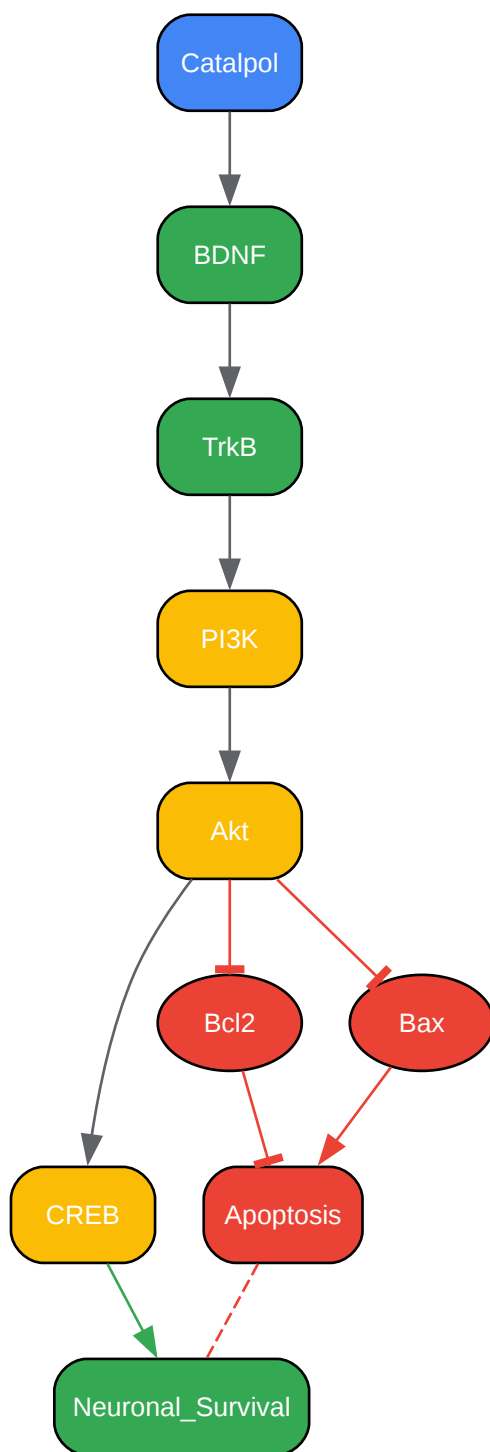 Catalpol
BDNF
TrkB
PI3K
Akt
Bcl2
Bax
CREB
Apoptosis
Neuronal_Survival